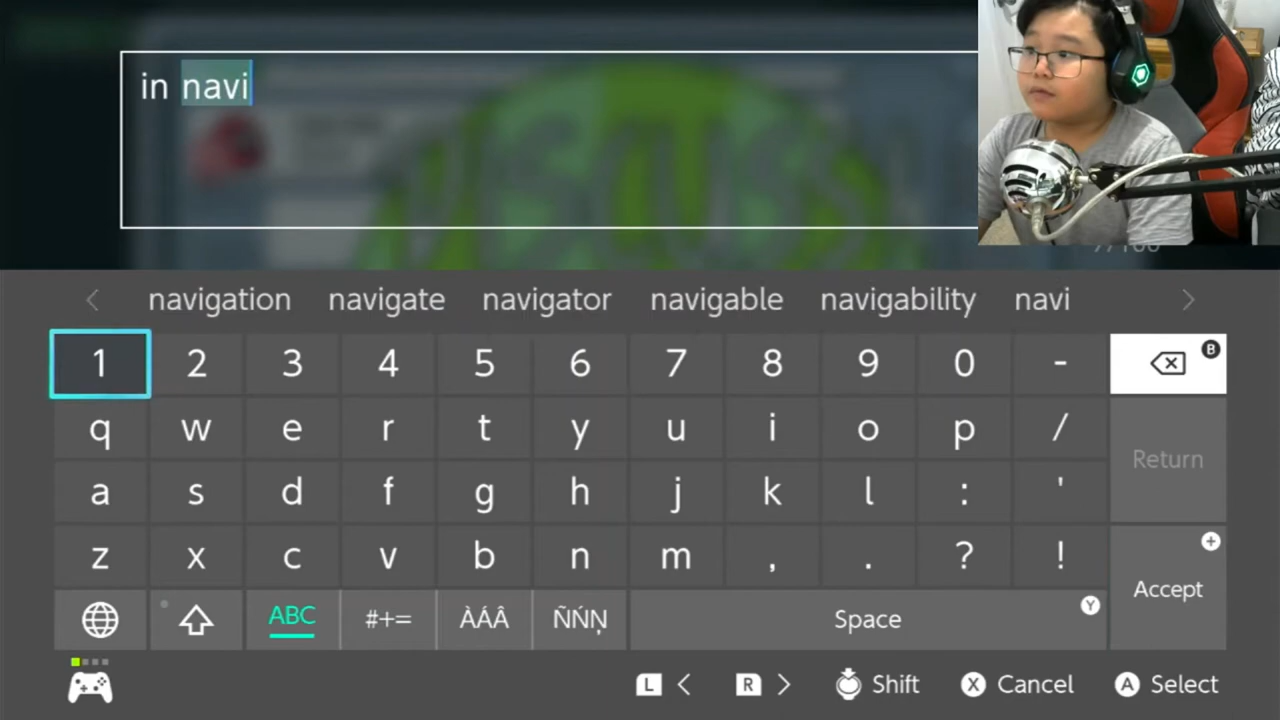 in navi
navigation navigate navigator navigable navigability navi
1 2 3 4 5 6 7 8 9 0 - B
q w e r t y u i o p / Return
a s d f g h j k l : '
z x c v b n m , . ? ! + Accept
ABC #+= ÀÁÂ ÑŃŅ Space Y
L < R > Shift X Cancel A Select